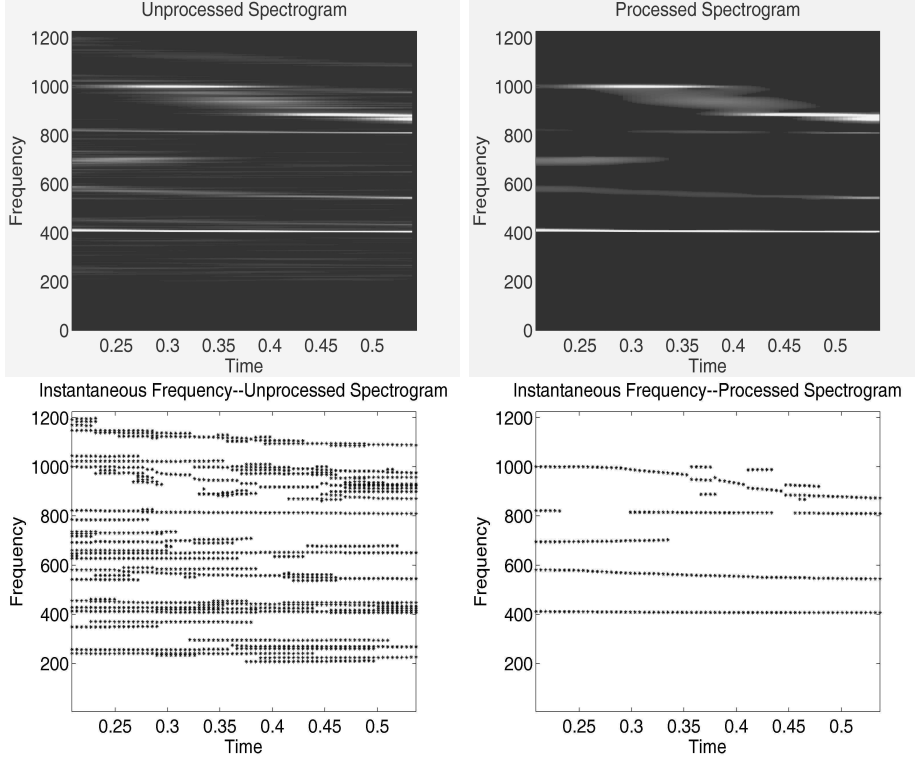 Unprocessed Spectrogram
Frequency
1200
1000
800
600
400
200
0
0.25 0.3 0.35 0.4 0.45 0.5
Time
Processed Spectrogram
Frequency
1200
1000
800
600
400
200
0
0.25 0.3 0.35 0.4 0.45 0.5
Time
Instantaneous Frequency--Unprocessed Spectrogram
Frequency
1200
1000
800
600
400
200
0.25 0.3 0.35 0.4 0.45 0.5
Time
Instantaneous Frequency--Processed Spectrogram
Frequency
1200
1000
800
600
400
200
0.25 0.3 0.35 0.4 0.45 0.5
Time